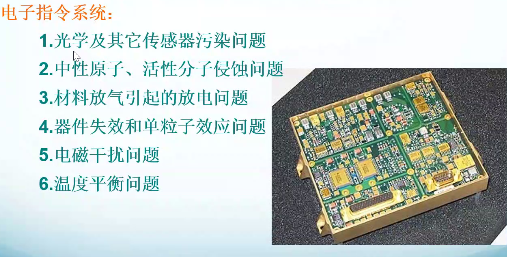 电子指令系统：
1.光学及其它传感器污染问题
2.中性原子、活性分子侵蚀问题
3.材料放气引起的放电问题
4.器件失效和单粒子效应问题
5.电磁干扰问题
6.温度平衡问题